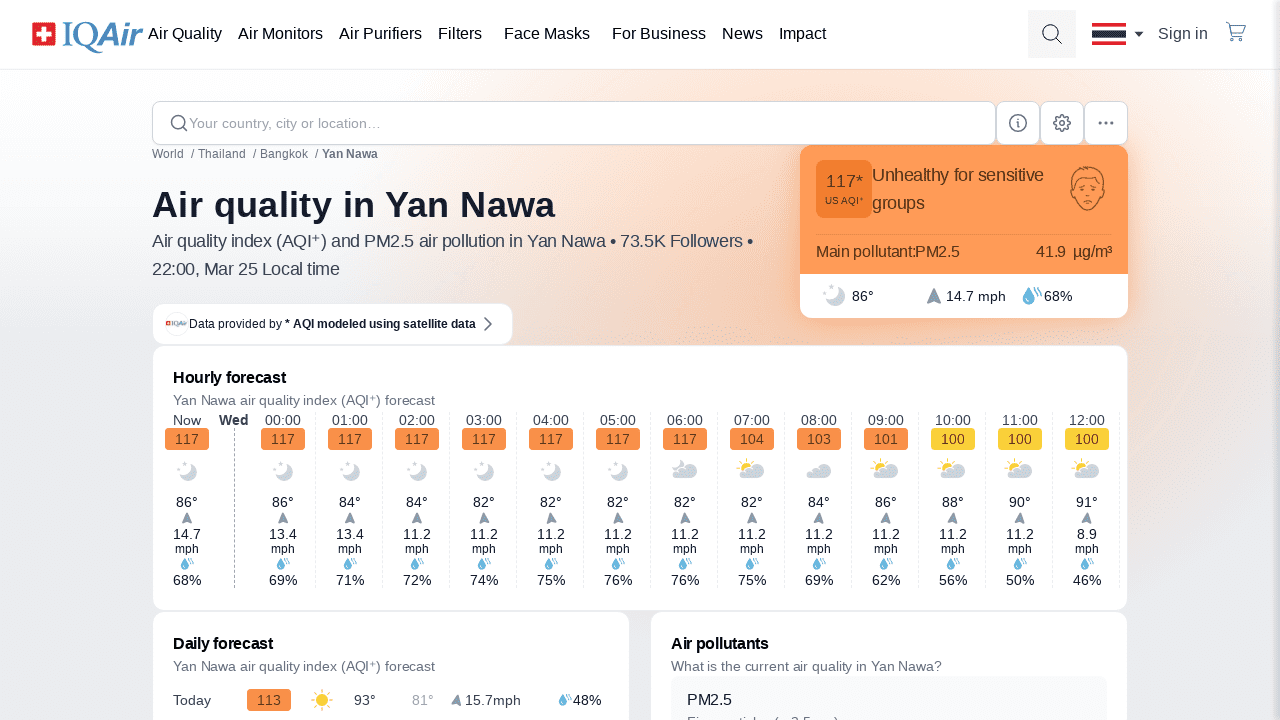 IQAir Air Quality Air Monitors Air Purifiers Filters Face Masks For Business News Impact Sign in
Your country, city or location...
World / Thailand / Bangkok / Yan Nawa
Air quality in Yan Nawa
Air quality index (AQI⁺) and PM2.5 air pollution in Yan Nawa • 73.5K Followers •
22:00, Mar 25 Local time
117*
US AQI⁺
Unhealthy for sensitive
groups
Main pollutant:PM2.5 41.9 µg/m³
86° 14.7 mph 68%
IQAir Data provided by * AQI modeled using satellite data
Hourly forecast
Yan Nawa air quality index (AQI⁺) forecast
Now Wed 00:00 01:00 02:00 03:00 04:00 05:00 06:00 07:00 08:00 09:00 10:00 11:00 12:00
117 117 117 117 117 117 117 117 104 103 101 100 100 100
86° 86° 84° 84° 82° 82° 82° 82° 82° 84° 86° 88° 90° 91°
14.7 13.4 13.4 11.2 11.2 11.2 11.2 11.2 11.2 11.2 11.2 11.2 11.2 8.9
mph mph mph mph mph mph mph mph mph mph mph mph mph mph
68% 69% 71% 72% 74% 75% 76% 76% 75% 69% 62% 56% 50% 46%
Daily forecast
Yan Nawa air quality index (AQI⁺) forecast
Today 113 93° 81° 15.7mph 48%
Air pollutants
What is the current air quality in Yan Nawa?
PM2.5